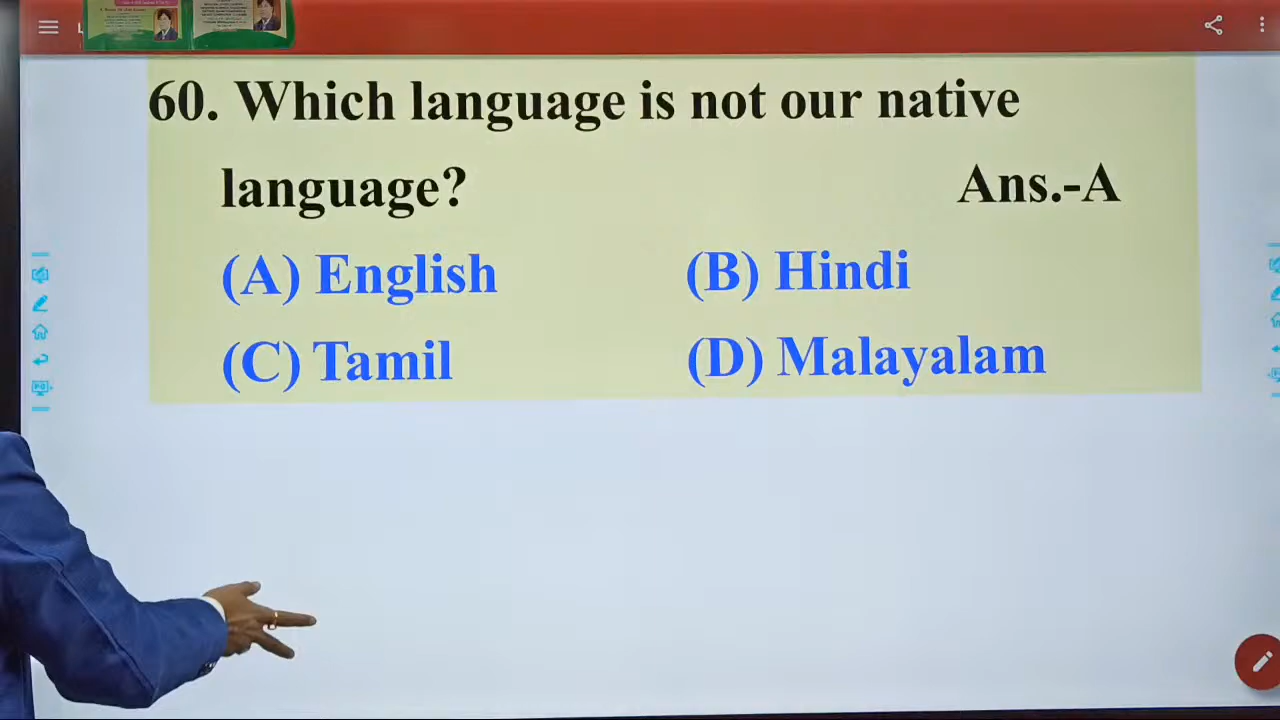 60. Which language is not our native
language? Ans.-A
(A) English (B) Hindi
(C) Tamil (D) Malayalam